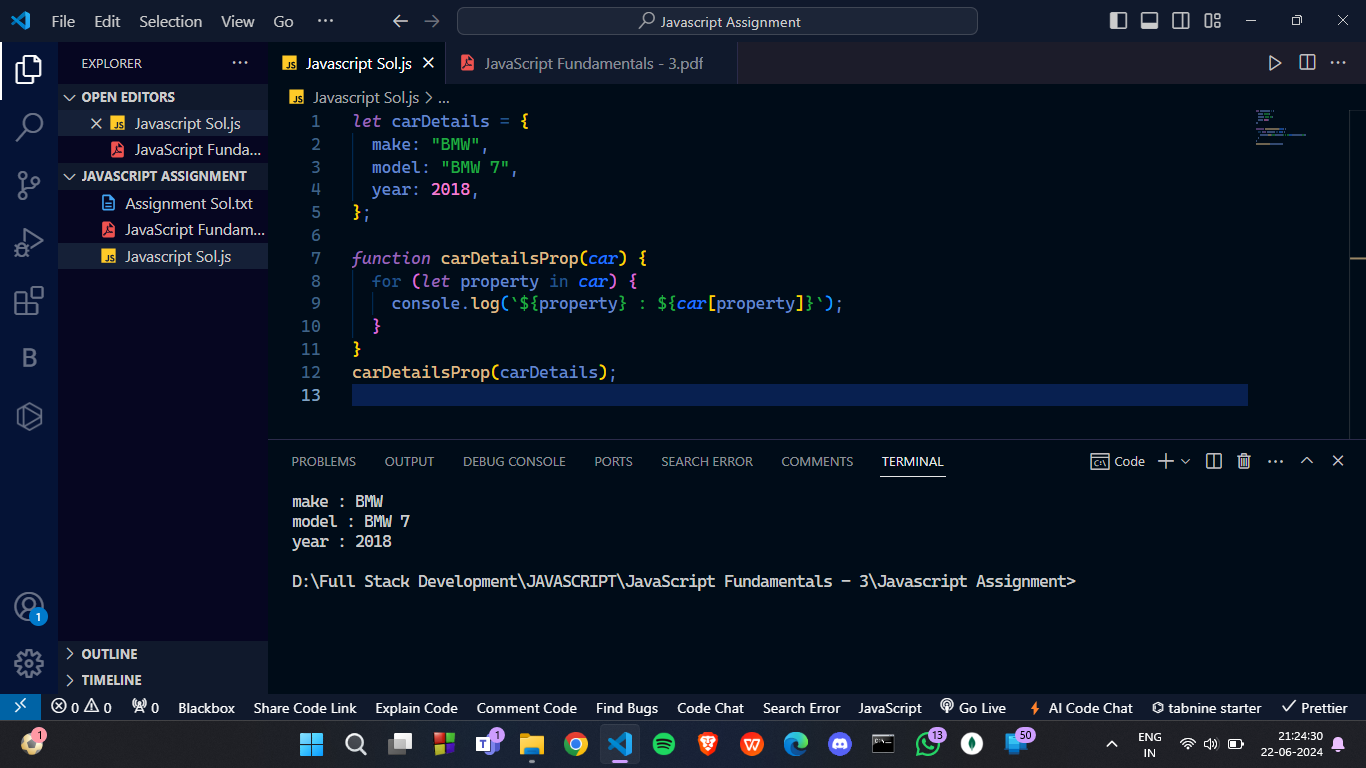 File Edit Selection View Go ··· Javascript Assignment
EXPLORER
OPEN EDITORS
Javascript Sol.js
JavaScript Funda...
JAVASCRIPT ASSIGNMENT
Assignment Sol.txt
JavaScript Fundam...
Javascript Sol.js
OUTLINE
TIMELINE
Javascript Sol.js JavaScript Fundamentals - 3.pdf
Javascript Sol.js > ...
1 let carDetails = {
2   make: "BMW",
3   model: "BMW 7",
4   year: 2018,
5 };
6
7 function carDetailsProp(car) {
8   for (let property in car) {
9     console.log(`${property} : ${car[property]}`);
10   }
11 }
12 carDetailsProp(carDetails);
13
PROBLEMS OUTPUT DEBUG CONSOLE PORTS SEARCH ERROR COMMENTS TERMINAL Code
make : BMW
model : BMW 7
year : 2018
D:\Full Stack Development\JAVASCRIPT\JavaScript Fundamentals - 3\Javascript Assignment>
0 0 0 Blackbox Share Code Link Explain Code Comment Code Find Bugs Code Chat Search Error JavaScript Go Live AI Code Chat tabnine starter Prettier
1 1 13 50 ENG 21:24:30
IN 22-06-2024